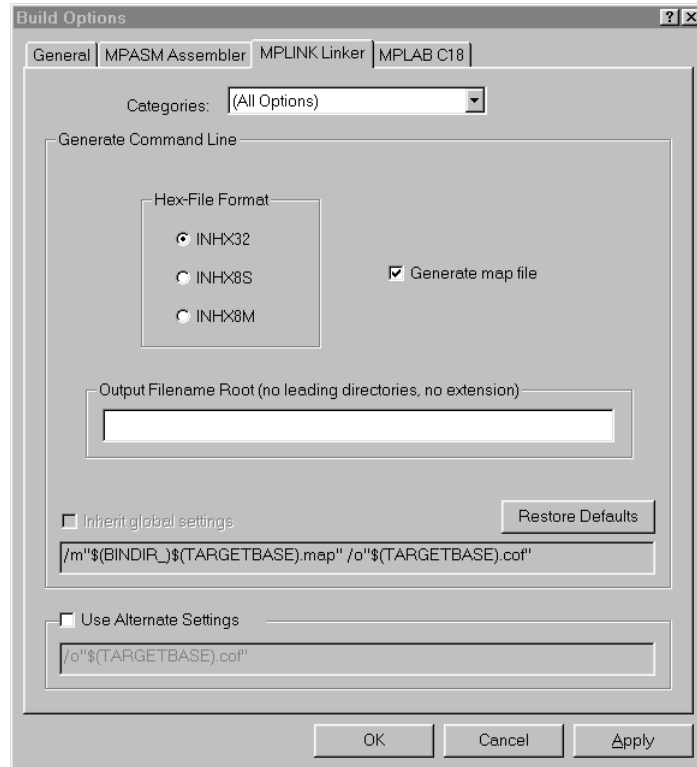 Build Options
? X
General MPASM Assembler MPLINK Linker MPLAB C18
Categories: (All Options)
Generate Command Line
Hex-File Format
INHX32
INHX8S
Generate map file
INHX8M
Output Filename Root (no leading directories, no extension)
Inherit global settings
Restore Defaults
/m"$(BINDIR_)$(TARGETBASE).map" /o"$(TARGETBASE).cof"
Use Alternate Settings
/o"$(TARGETBASE).cof"
OK Cancel Apply